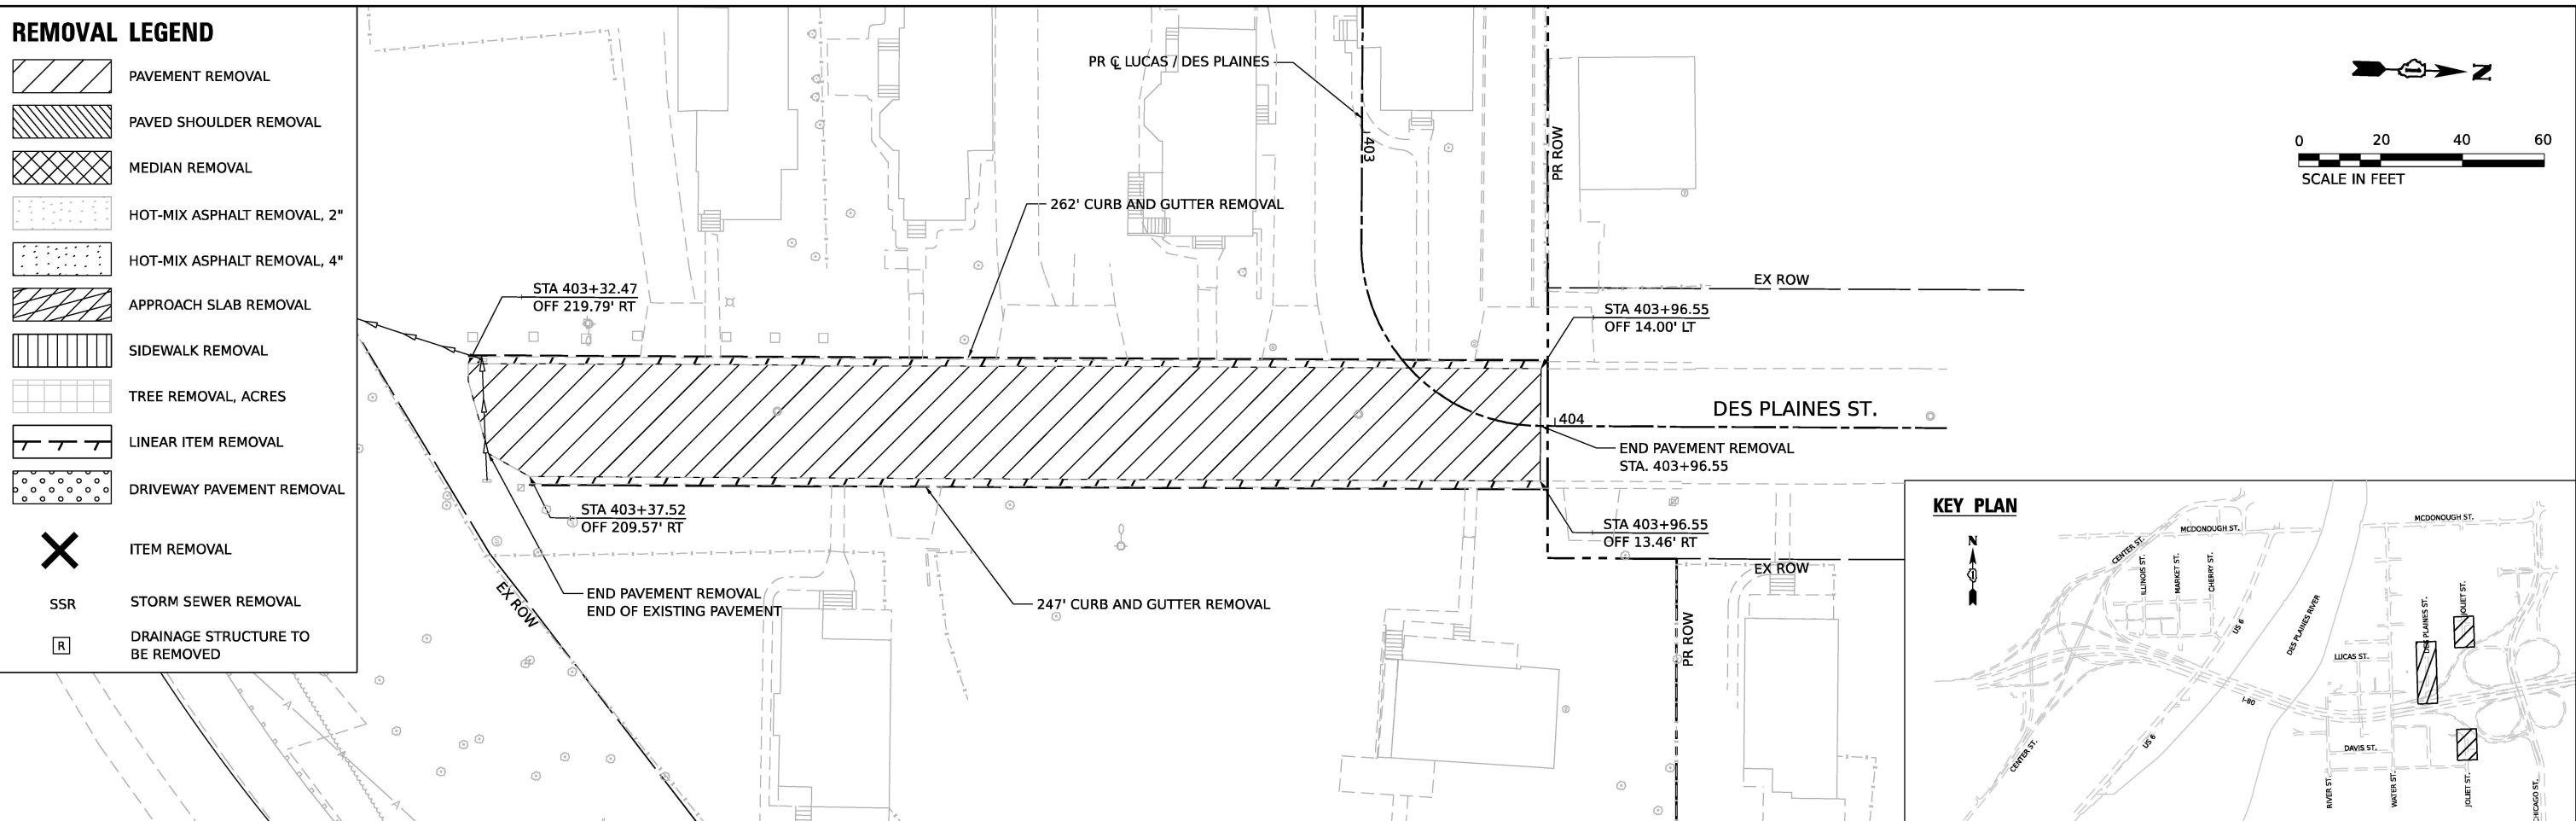 REMOVAL LEGEND
PAVEMENT REMOVAL
PAVED SHOULDER REMOVAL
MEDIAN REMOVAL
HOT-MIX ASPHALT REMOVAL, 2"
HOT-MIX ASPHALT REMOVAL, 4"
APPROACH SLAB REMOVAL
SIDEWALK REMOVAL
TREE REMOVAL, ACRES
LINEAR ITEM REMOVAL
DRIVEWAY PAVEMENT REMOVAL
ITEM REMOVAL
SSR STORM SEWER REMOVAL
R DRAINAGE STRUCTURE TO
BE REMOVED
PR ℄ LUCAS / DES PLAINES
403
PR ROW
262' CURB AND GUTTER REMOVAL
STA 403+32.47
OFF 219.79' RT
EX ROW
STA 403+96.55
OFF 14.00' LT
DES PLAINES ST.
404
END PAVEMENT REMOVAL
STA. 403+96.55
STA 403+37.52
OFF 209.57' RT
STA 403+96.55
OFF 13.46' RT
EX ROW
END PAVEMENT REMOVAL
END OF EXISTING PAVEMENT
EX ROW
247' CURB AND GUTTER REMOVAL
PR ROW
A
A
A
N
0 20 40 60
SCALE IN FEET
KEY PLAN
N
MCDONOUGH ST.
MCDONOUGH ST.
CENTER ST.
ILLINOIS ST.
MARKET ST.
CHERRY ST.
US 6
DES PLAINES RIVER
DES PLAINES ST.
JOLIET ST.
LUCAS ST.
I-80
US 6
CENTER ST.
DAVIS ST.
RIVER ST.
WATER ST.
JOLIET ST.
CHICAGO ST.